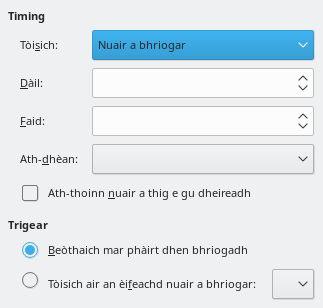 Timing
Tòisich: Nuair a bhriogar
Dàil:
Faid:
Ath-dhèan:
Ath-thoinn nuair a thig e gu dheireadh
Trigear
Beòthaich mar phàirt dhen bhriogadh
Tòisich air an èifeachd nuair a bhriogar: